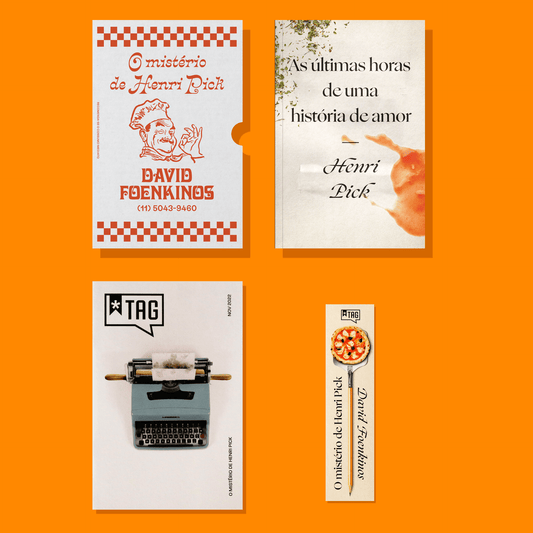 O mistério
de Henri Pick
DAVID
FOENKINOS
(11) 5043-9460
As últimas horas
de uma
história de amor
Henri
Pick
TAG
NOV 2022
O MISTÉRIO DE HENRI PICK
O mistério de Henri Pick
David Foenkinos